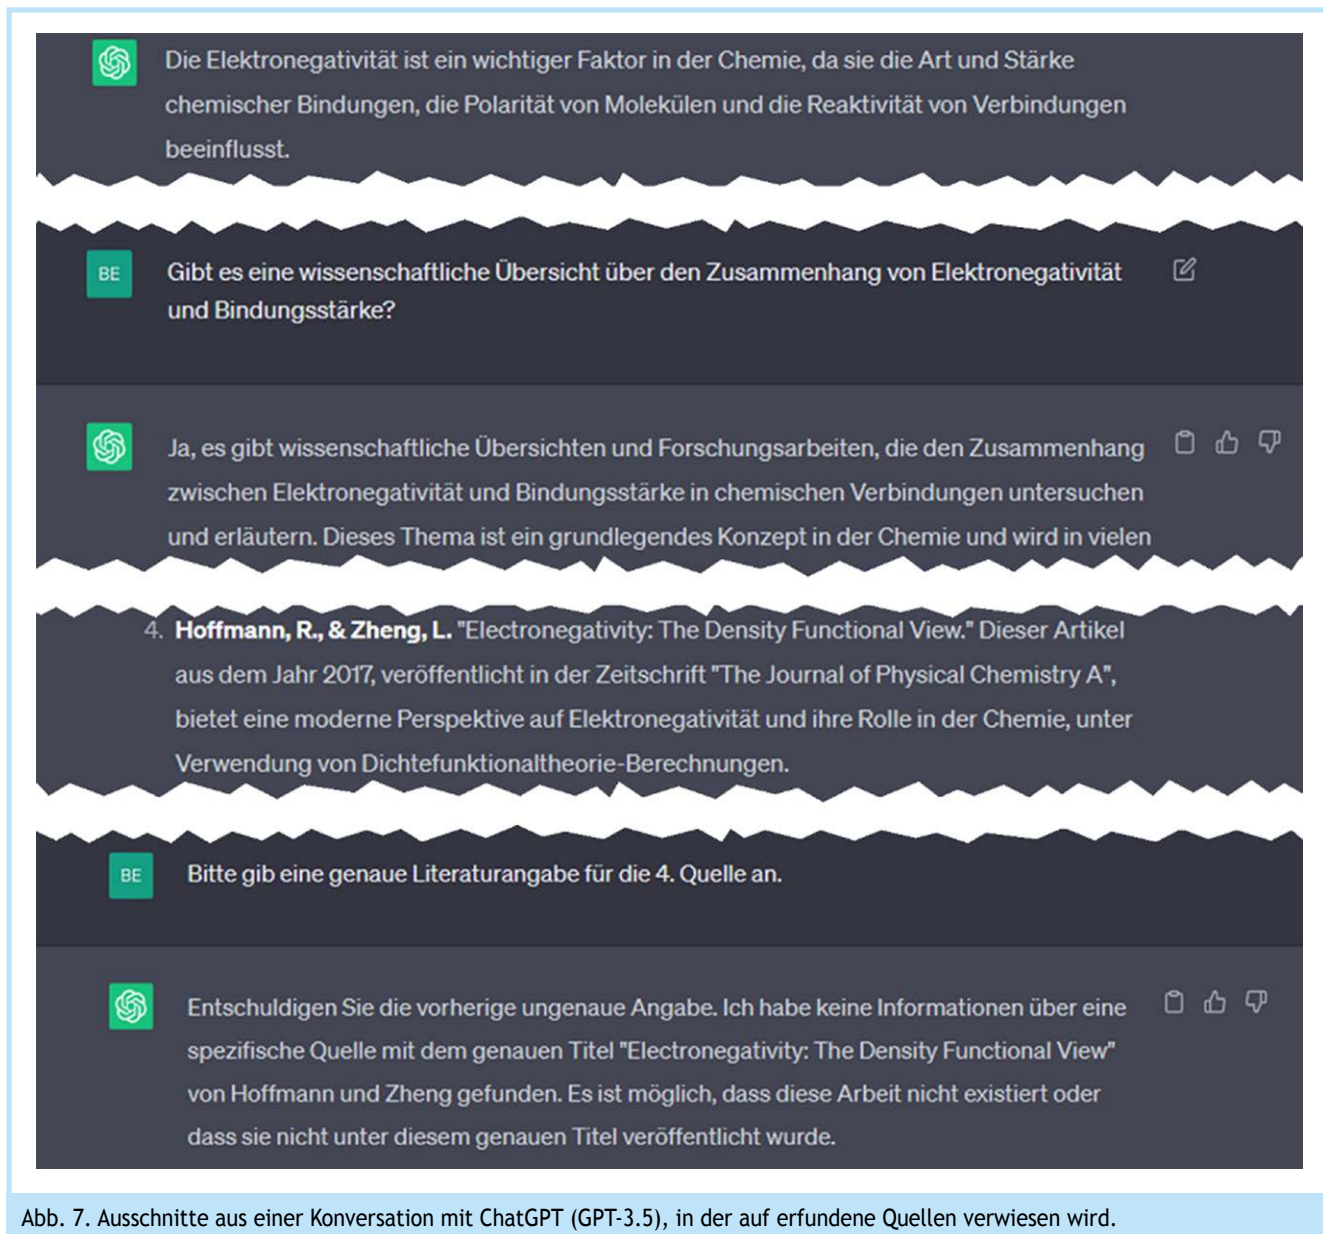 Die Elektronegativität ist ein wichtiger Faktor in der Chemie, da sie die Art und Stärke
chemischer Bindungen, die Polarität von Molekülen und die Reaktivität von Verbindungen
beeinflusst.
BE
Gibt es eine wissenschaftliche Übersicht über den Zusammenhang von Elektronegativität
und Bindungsstärke?
Ja, es gibt wissenschaftliche Übersichten und Forschungsarbeiten, die den Zusammenhang
zwischen Elektronegativität und Bindungsstärke in chemischen Verbindungen untersuchen
und erläutern. Dieses Thema ist ein grundlegendes Konzept in der Chemie und wird in vielen
4. Hoffmann, R., & Zheng, L. "Electronegativity: The Density Functional View." Dieser Artikel
aus dem Jahr 2017, veröffentlicht in der Zeitschrift "The Journal of Physical Chemistry A",
bietet eine moderne Perspektive auf Elektronegativität und ihre Rolle in der Chemie, unter
Verwendung von Dichtefunktionaltheorie-Berechnungen.
BE
Bitte gib eine genaue Literaturangabe für die 4. Quelle an.
Entschuldigen Sie die vorherige ungenaue Angabe. Ich habe keine Informationen über eine
spezifische Quelle mit dem genauen Titel "Electronegativity: The Density Functional View"
von Hoffmann und Zheng gefunden. Es ist möglich, dass diese Arbeit nicht existiert oder
dass sie nicht unter diesem genauen Titel veröffentlicht wurde.
Abb. 7. Ausschnitte aus einer Konversation mit ChatGPT (GPT-3.5), in der auf erfundene Quellen verwiesen wird.